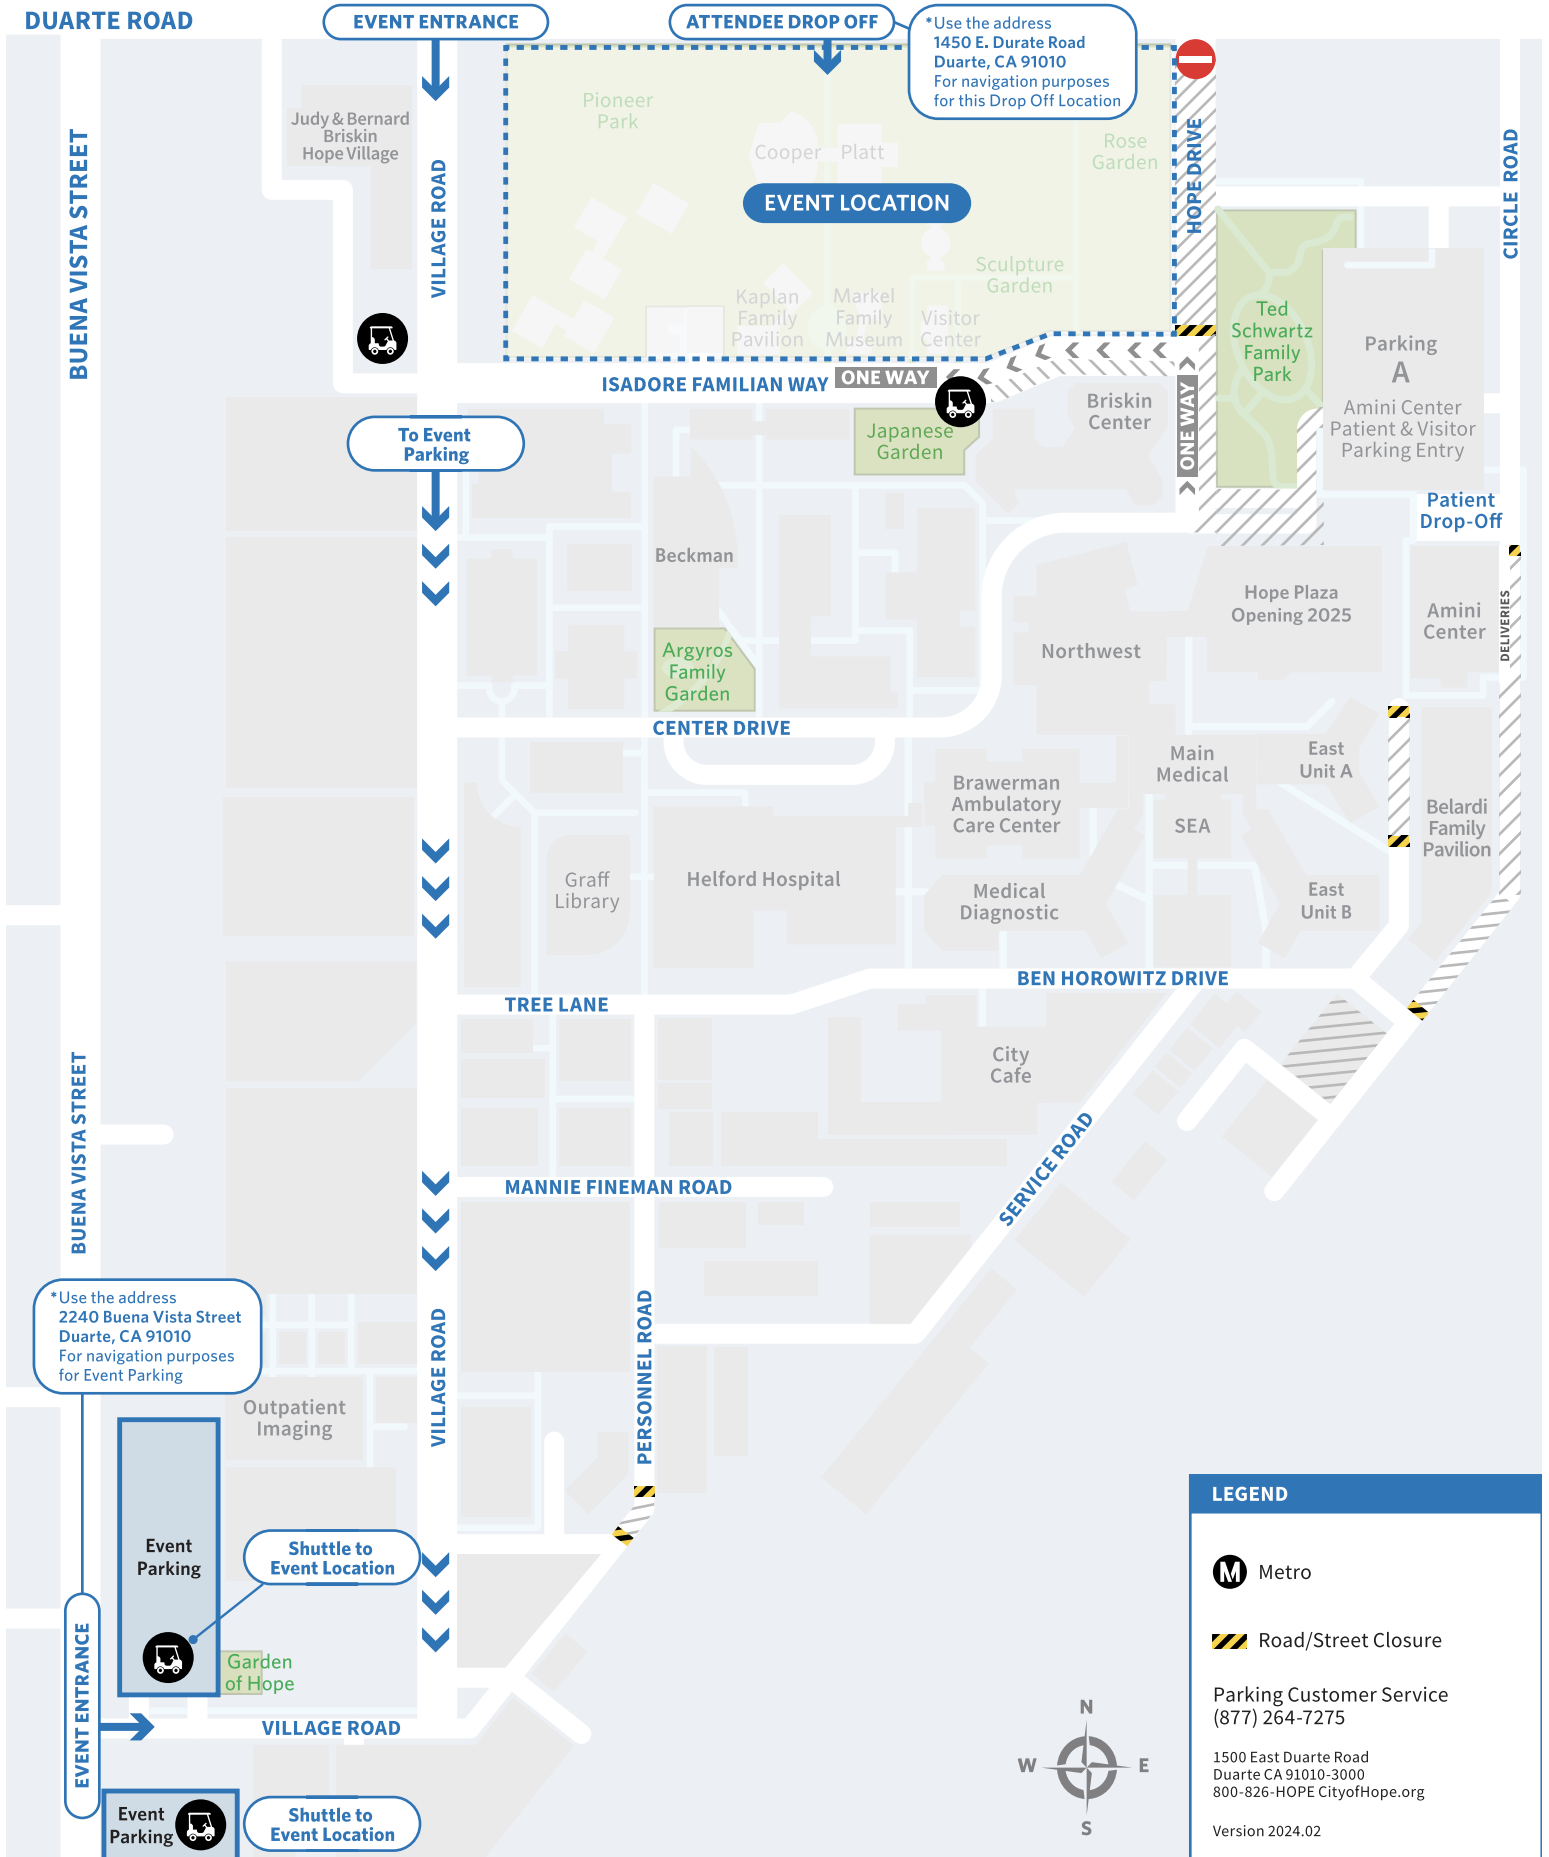 DUARTE ROAD
EVENT ENTRANCE
ATTENDEE DROP OFF
*Use the address
1450 E. Durate Road
Duarte, CA 91010
For navigation purposes
for this Drop Off Location
BUENA VISTA STREET
Judy & Bernard
Briskin
Hope Village
VILLAGE ROAD
Pioneer
Park
Cooper
Platt
Rose
Garden
EVENT LOCATION
Sculpture
Garden
Kaplan
Family
Pavilion
Markel
Family
Museum
Visitor
Center
HOPE DRIVE
CIRCLE ROAD
Ted
Schwartz
Family
Park
Parking
A
Amini Center
Patient & Visitor
Parking Entry
ISADORE FAMILIAN WAY
ONE WAY
ONE WAY
Briskin
Center
Japanese
Garden
To Event
Parking
Patient
Drop-Off
Beckman
Hope Plaza
Opening 2025
Amini
Center
DELIVERIES
Northwest
Argyros
Family
Garden
CENTER DRIVE
Main
Medical
East
Unit A
Brawerman
Ambulatory
Care Center
SEA
Belardi
Family
Pavilion
Graff
Library
Helford Hospital
Medical
Diagnostic
East
Unit B
BEN HOROWITZ DRIVE
TREE LANE
City
Cafe
BUENA VISTA STREET
SERVICE ROAD
MANNIE FINEMAN ROAD
*Use the address
2240 Buena Vista Street
Duarte, CA 91010
For navigation purposes
for Event Parking
VILLAGE ROAD
PERSONNEL ROAD
Outpatient
Imaging
Event
Parking
Shuttle to
Event Location
EVENT ENTRANCE
Garden
of Hope
VILLAGE ROAD
Event
Parking
Shuttle to
Event Location
N
W
E
S
LEGEND
M
Metro
Road/Street Closure
Parking Customer Service
(877) 264-7275
1500 East Duarte Road
Duarte CA 91010-3000
800-826-HOPE CityofHope.org
Version 2024.02